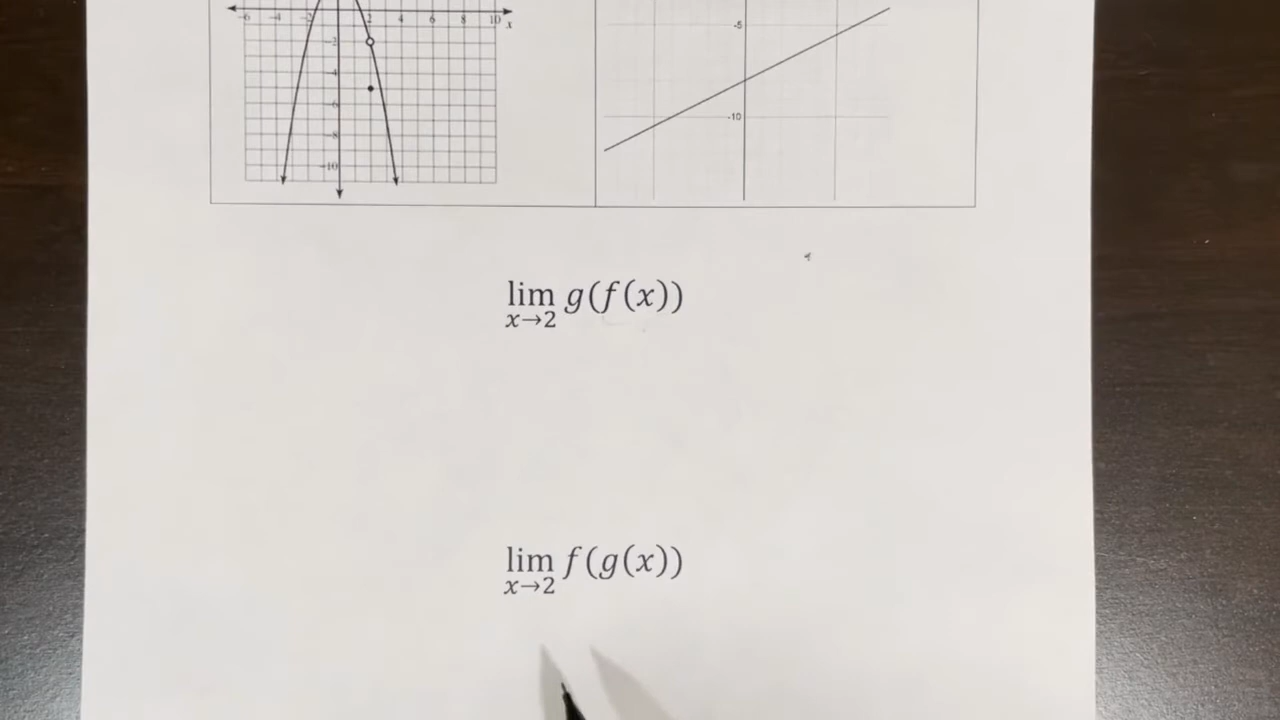 -6 -4 -2 2 4 6 8 10 x
-2
-4
-6
-8
-10
-5
-10
lim g(f(x))
x→2
lim f(g(x))
x→2